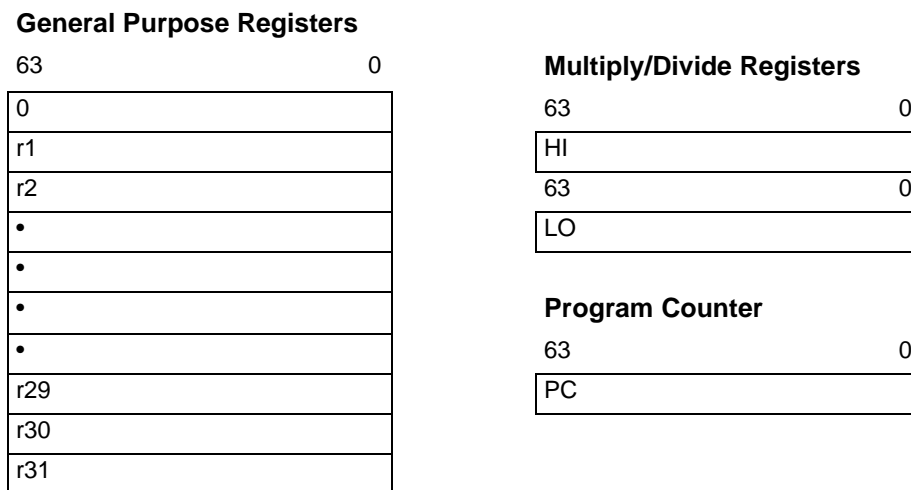 General Purpose Registers
63 0
0
r1
r2
•
•
•
•
r29
r30
r31
Multiply/Divide Registers
63 0
HI
63 0
LO
Program Counter
63 0
PC